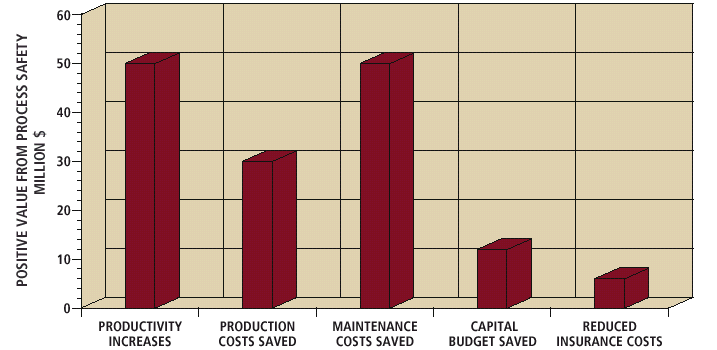 POSITIVE VALUE FROM PROCESS SAFETY
MILLION $
60
50
40
30
20
10
0
PRODUCTIVITY
INCREASES
PRODUCTION
COSTS SAVED
MAINTENANCE
COSTS SAVED
CAPITAL
BUDGET SAVED
REDUCED
INSURANCE COSTS